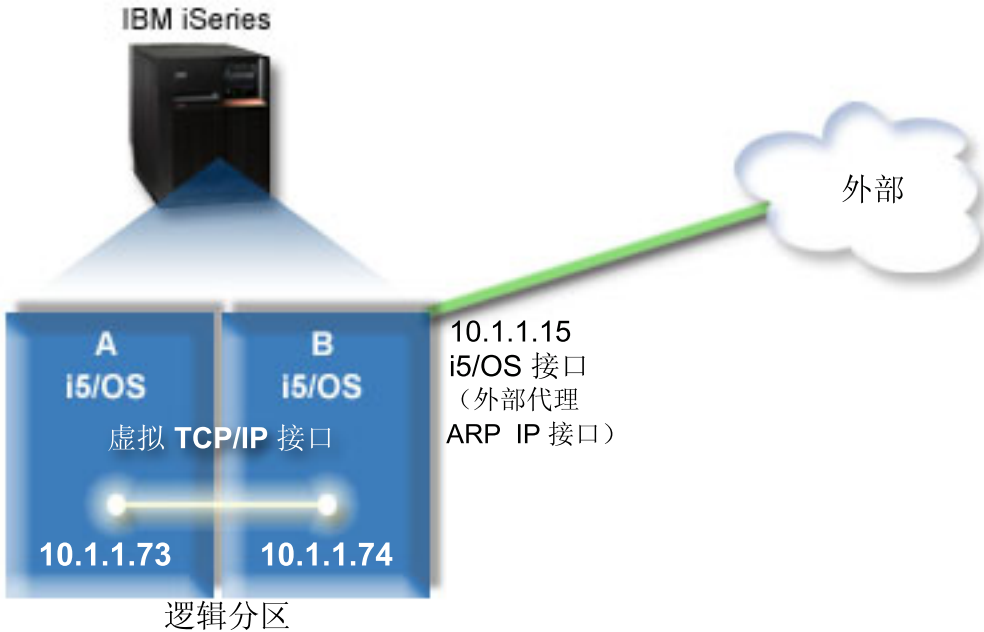 IBM iSeries
外部
A
i5/OS
B
i5/OS
10.1.1.15
i5/OS 接口
（外部代理
ARP IP 接口）
虚拟 TCP/IP 接口
10.1.1.73
10.1.1.74
逻辑分区